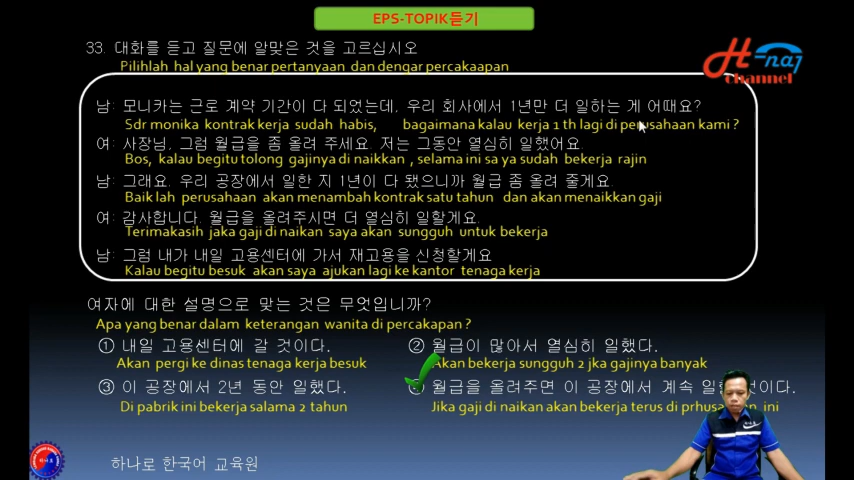 EPS-TOPIK듣기
33. 대화를 듣고 질문에 알맞은 것을 고르십시오
Pilihlah hal yang benar pertanyaan dan dengar percakaapan
H-naru
channel
남: 모니카는 근로 계약 기간이 다 되었는데, 우리 회사에서 1년만 더 일하는 게 어때요?
Sdr monika kontrak kerja sudah habis, bagaimana kalau kerja 1 th lagi di perusahaan kami ?
여: 사장님, 그럼 월급을 좀 올려 주세요. 저는 그동안 열심히 일했어요.
Bos, kalau begitu tolong gajinya di naikkan , selama ini sa ya sudah bekerja rajin
남: 그래요. 우리 공장에서 일한 지 1년이 다 됐으니까 월급 좀 올려 줄게요.
Baik lah perusahaan akan menambah kontrak satu tahun dan akan menaikkan gaji
여: 감사합니다. 월급을 올려주시면 더 열심히 일할게요.
Terimakasih jaka gaji di naikan saya akan sungguh untuk bekerja
남: 그럼 내가 내일 고용센터에 가서 재고용을 신청할게요
Kalau begitu besuk akan saya ajukan lagi ke kantor tenaga kerja
여자에 대한 설명으로 맞는 것은 무엇입니까?
Apa yang benar dalam keterangan wanita di percakapan ?
① 내일 고용센터에 갈 것이다.
Akan pergi ke dinas tenaga kerja besuk
② 월급이 많아서 열심히 일했다.
Akan bekerja sungguh 2 jka gajinya banyak
③ 이 공장에서 2년 동안 일했다.
Di pabrik ini bekerja salama 2 tahun
월급을 올려주면 이 공장에서 계속 것이다.
Jika gaji di naikan akan bekerja terus di ini
하나로 한국어 교육원